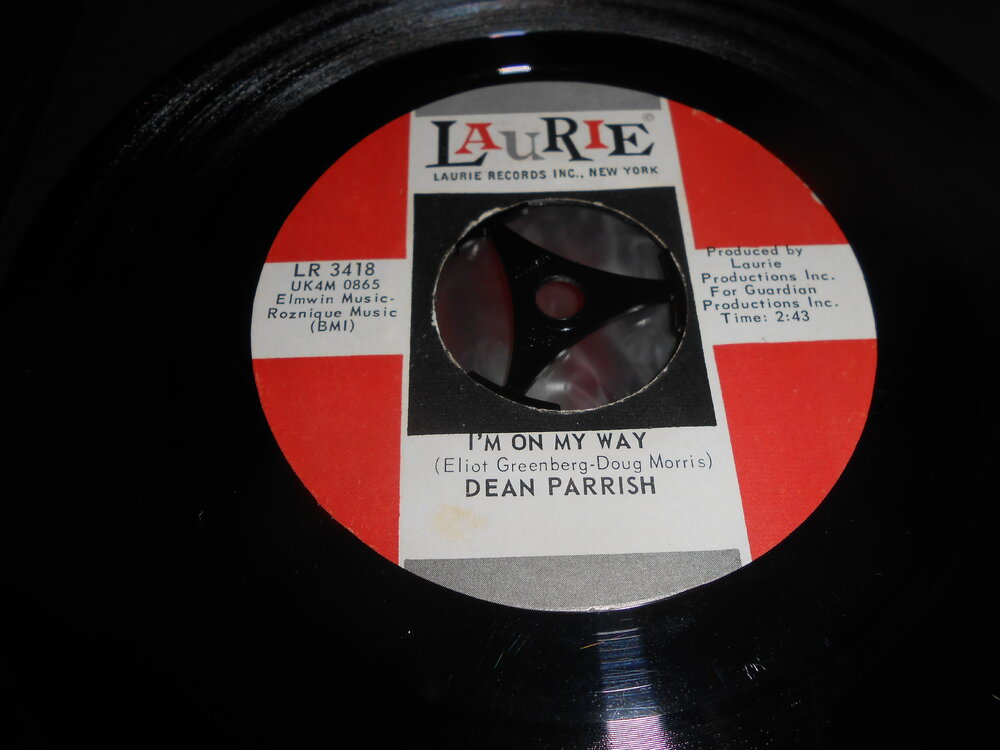 LAURIE©
LAURIE RECORDS INC., NEW YORK
LR 3418
UK4M 0865
Elmwin Music-
Roznique Music
(BMI)
Produced by
Laurie
Productions Inc.
For Guardian
Productions Inc.
Time: 2:43
I'M ON MY WAY
(Eliot Greenberg-Doug Morris)
DEAN PARRISH